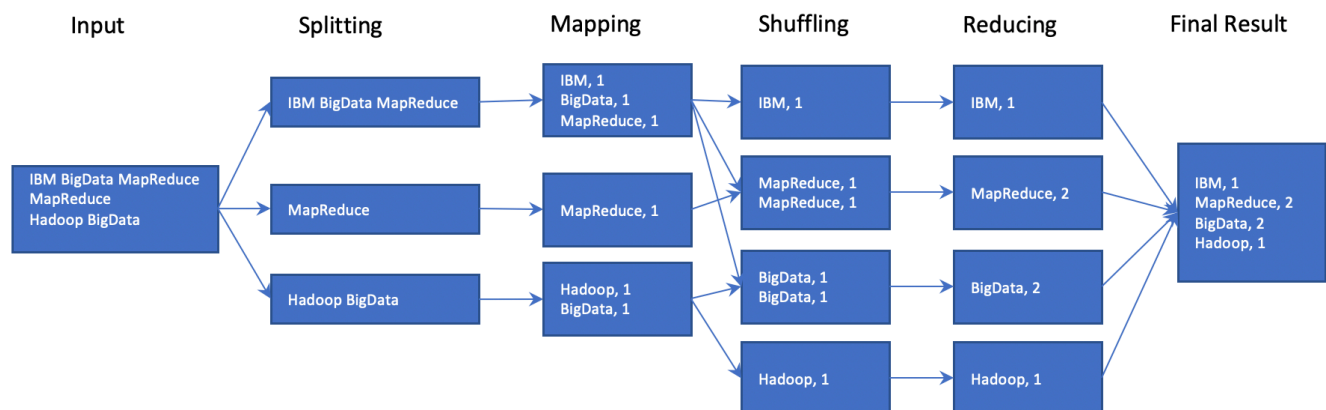 Input
Splitting
Mapping
Shuffling
Reducing
Final Result
IBM BigData MapReduce
MapReduce
Hadoop BigData
IBM BigData MapReduce
MapReduce
Hadoop BigData
IBM, 1
BigData, 1
MapReduce, 1
MapReduce, 1
Hadoop, 1
BigData, 1
IBM, 1
MapReduce, 1
MapReduce, 1
BigData, 1
BigData, 1
Hadoop, 1
IBM, 1
MapReduce, 2
BigData, 2
Hadoop, 1
IBM, 1
MapReduce, 2
BigData, 2
Hadoop, 1